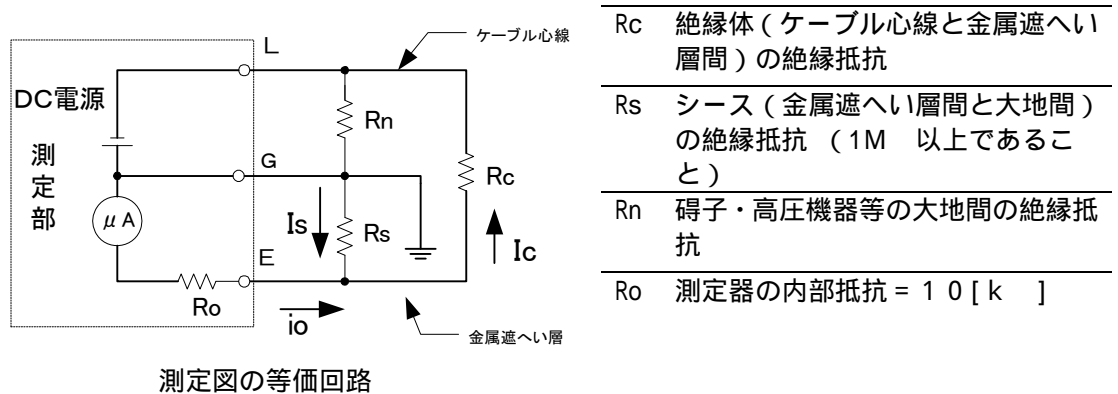 L
ケーブル心線
DC電源
Rn
測
定
部
G
Rc
μA
Is
Rs
Ic
E
Ro
io
金属遮へい層
測定図の等価回路
Rc 絶縁体（ケーブル心線と金属遮へい
層間）の絶縁抵抗
Rs シース（金属遮へい層間と大地間）
の絶縁抵抗 （1M 以上であるこ
と）
Rn 碍子・高圧機器等の大地間の絶縁抵
抗
Ro 測定器の内部抵抗＝１０[ｋ ]